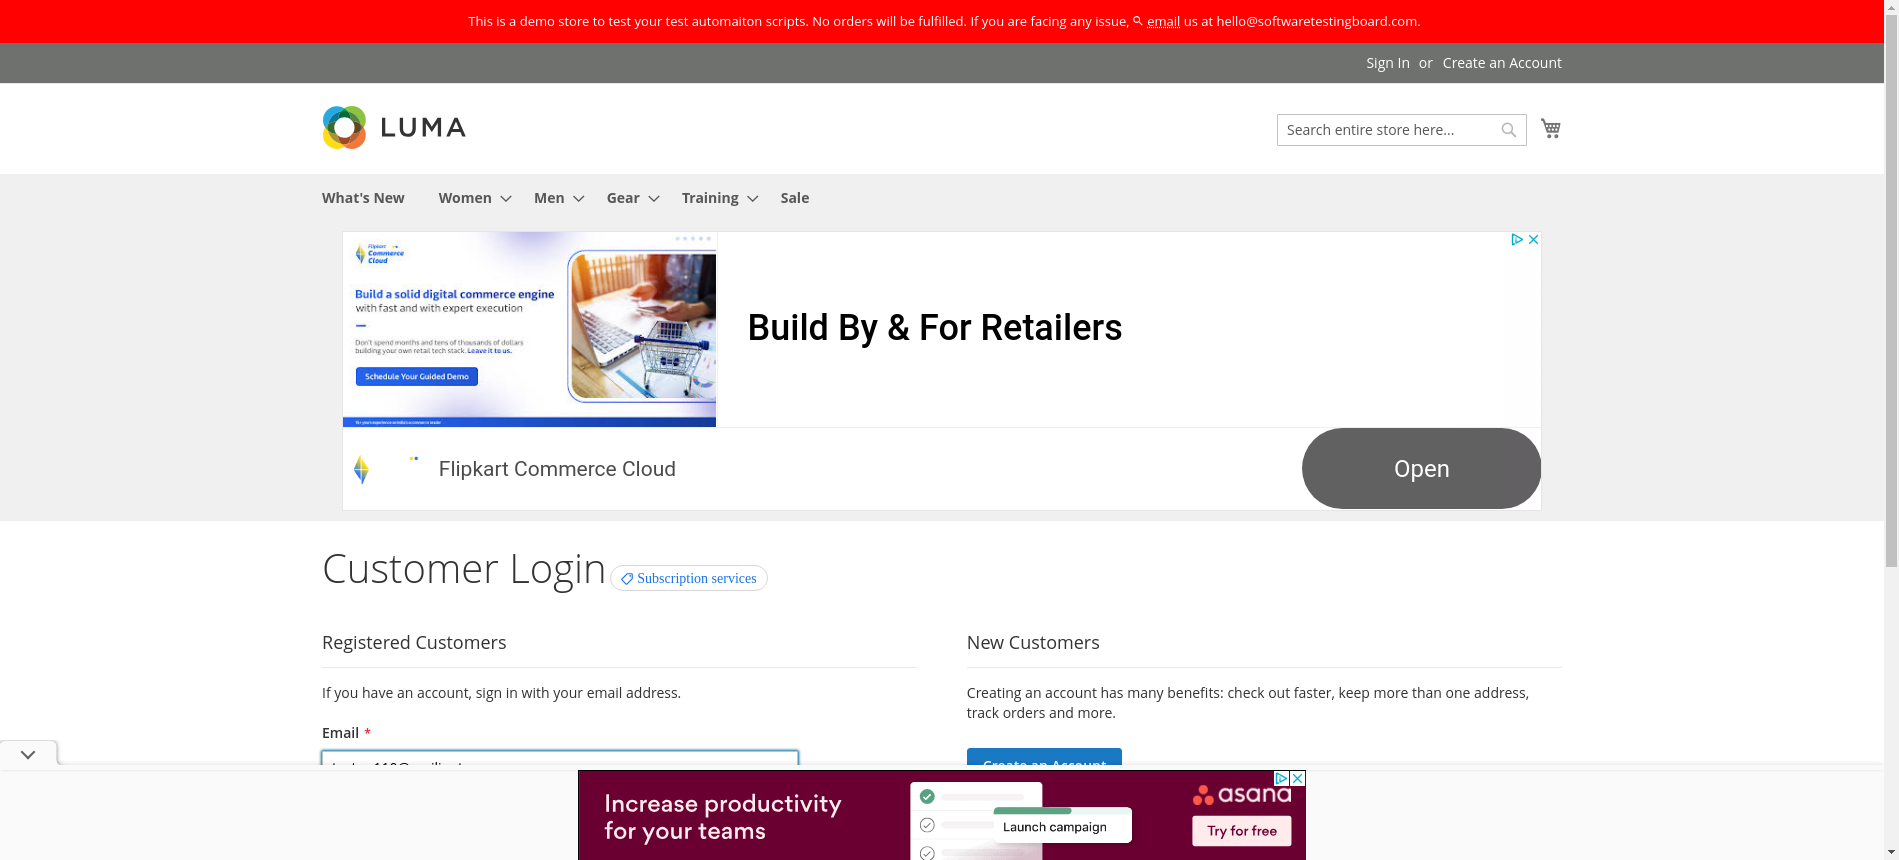 This is a demo store to test your test automaiton scripts. No orders will be fulfilled. If you are facing any issue, email us at hello@softwaretestingboard.com.
Sign In or Create an Account
LUMA
Search entire store here...
What's New Women Men Gear Training Sale
Flipkart
Commerce
Cloud
Build a solid digital commerce engine
with fast and with expert execution
Don't spend months and tens of thousands of dollars
building your own retail tech stack. Leave it to us.
Schedule Your Guided Demo
Build By & For Retailers
Flipkart Commerce Cloud
Open
Customer Login
Subscription services
Registered Customers
If you have an account, sign in with your email address.
Email *
New Customers
Creating an account has many benefits: check out faster, keep more than one address,
track orders and more.
Create an Account
Increase productivity
for your teams
Launch campaign
asana
Try for free